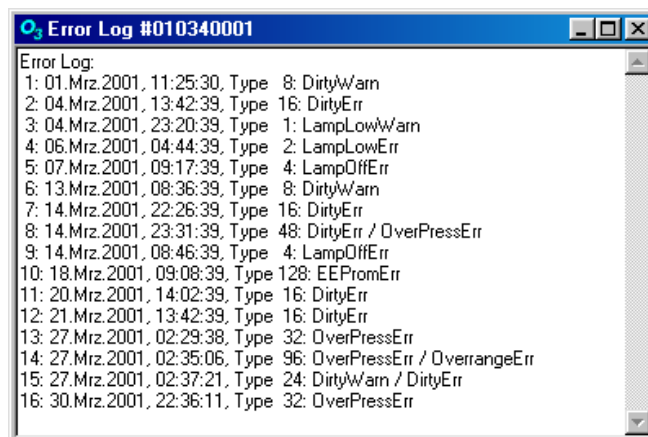 O3 Error Log #010340001
Error Log:
1: 01.Mrz.2001, 11:25:30, Type 8: DirtyWarn
2: 04.Mrz.2001, 13:42:39, Type 16: DirtyErr
3: 04.Mrz.2001, 23:20:39, Type 1: LampLowWarn
4: 06.Mrz.2001, 04:44:39, Type 2: LampLowErr
5: 07.Mrz.2001, 09:17:39, Type 4: LampOffErr
6: 13.Mrz.2001, 08:36:39, Type 8: DirtyWarn
7: 14.Mrz.2001, 22:26:39, Type 16: DirtyErr
8: 14.Mrz.2001, 23:31:39, Type 48: DirtyErr / OverPressErr
9: 14.Mrz.2001, 08:46:39, Type 4: LampOffErr
10: 18.Mrz.2001, 09:08:39, Type 128: EEPromErr
11: 20.Mrz.2001, 14:02:39, Type 16: DirtyErr
12: 21.Mrz.2001, 13:42:39, Type 16: DirtyErr
13: 27.Mrz.2001, 02:29:38, Type 32: OverPressErr
14: 27.Mrz.2001, 02:35:06, Type 96: OverPressErr / OverrangeErr
15: 27.Mrz.2001, 02:37:21, Type 24: DirtyWarn / DirtyErr
16: 30.Mrz.2001, 22:36:11, Type 32: OverPressErr